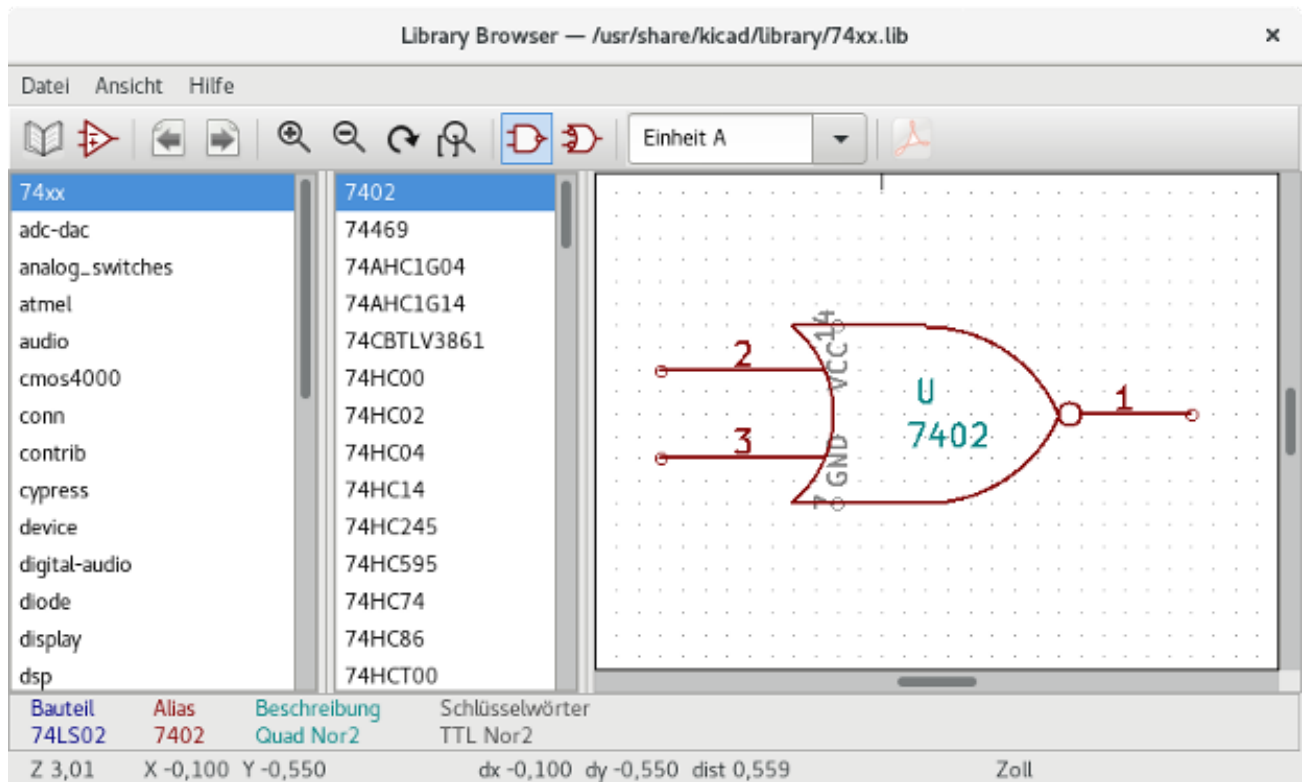 Library Browser — /usr/share/kicad/library/74xx.lib
Datei Ansicht Hilfe
Einheit A
74xx
adc-dac
analog_switches
atmel
audio
cmos4000
conn
contrib
cypress
device
digital-audio
diode
display
dsp
7402
74469
74AHC1G04
74AHC1G14
74CBTLV3861
74HC00
74HC02
74HC04
74HC14
74HC245
74HC595
74HC74
74HC86
74HCT00
14
VCC
2
U
1
7402
3
GND
7
Bauteil Alias Beschreibung Schlüsselwörter
74LS02 7402 Quad Nor2 TTL Nor2
Z 3,01 X -0,100 Y -0,550 dx -0,100 dy -0,550 dist 0,559 Zoll